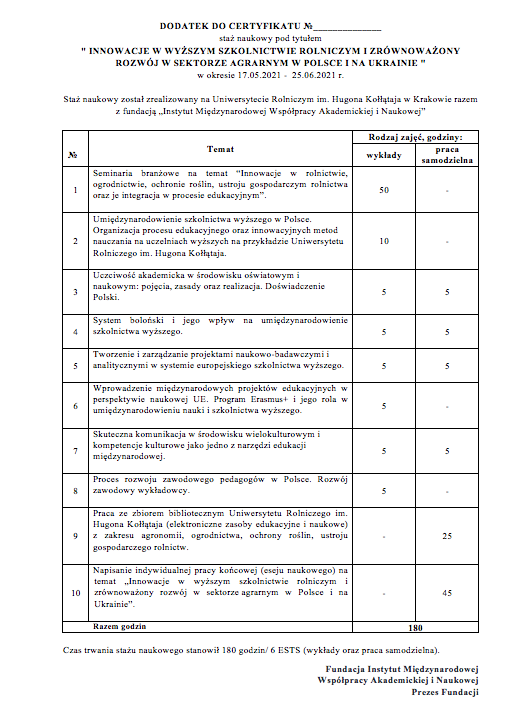 DODATEK DO CERTYFIKATU №______________
staż naukowy pod tytułem
" INNOWACJE W WYŻSZYM SZKOLNICTWIE ROLNICZYM I ZRÓWNOWAŻONY
ROZWÓJ W SEKTORZE AGRARNYM W POLSCE I NA UKRAINIE "
w okresie 17.05.2021 - 25.06.2021 r.
Staż naukowy został zrealizowany na Uniwersytecie Rolniczym im. Hugona Kołłątaja w Krakowie razem
z fundacją „Instytut Międzynarodowej Współpracy Akademickiej i Naukowej”
№
Temat
Rodzaj zajęć, godziny:
wykłady
praca
samodzielna
1
Seminaria branżowe na temat “Innowacje w rolnictwie,
ogrodnictwie, ochronie roślin, ustroju gospodarczym rolnictwa
oraz je integracja w procesie edukacyjnym”.
50
-
2
Umiędzynarodowienie szkolnictwa wyższego w Polsce.
Organizacja procesu edukacyjnego oraz innowacyjnych metod
nauczania na uczelniach wyższych na przykładzie Uniwersytetu
Rolniczego im. Hugona Kołłątaja.
10
-
3
Uczciwość akademicka w środowisku oświatowym i
naukowym: pojęcia, zasady oraz realizacja. Doświadczenie
Polski.
5
5
4
System boloński i jego wpływ na umiędzynarodowienie
szkolnictwa wyższego.
5
5
5
Tworzenie i zarządzanie projektami naukowo-badawczymi i
analitycznymi w systemie europejskiego szkolnictwa wyższego.
5
5
6
Wprowadzenie międzynarodowych projektów edukacyjnych w
perspektywie naukowej UE. Program Erasmus+ i jego rola w
umiędzynarodowieniu nauki i szkolnictwa wyższego.
5
-
7
Skuteczna komunikacja w środowisku wielokulturowym i
kompetencje kulturowe jako jedno z narzędzi edukacji
międzynarodowej.
5
5
8
Proces rozwoju zawodowego pedagogów w Polsce. Rozwój
zawodowy wykładowcy.
5
-
9
Praca ze zbiorem bibliotecznym Uniwersytetu Rolniczego im.
Hugona Kołłątaja (elektroniczne zasoby edukacyjne i naukowe)
z zakresu agronomii, ogrodnictwa, ochrony roślin, ustroju
gospodarczego rolnictw.
-
25
10
Napisanie indywidualnej pracy końcowej (eseju naukowego) na
temat „Innowacje w wyższym szkolnictwie rolniczym i
zrównoważony rozwój w sektorze agrarnym w Polsce i na
Ukrainie”.
-
45
Razem godzin
180
Czas trwania stażu naukowego stanowił 180 godzin/ 6 ESTS (wykłady oraz praca samodzielna).
Fundacja Instytut Międzynarodowej
Współpracy Akademickiej i Naukowej
Prezes Fundacji